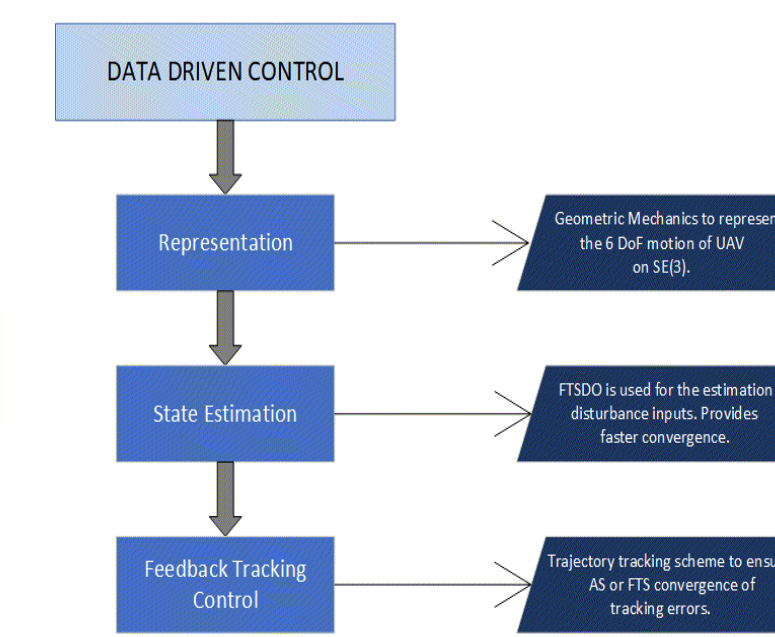 DATA DRIVEN CONTROL
Representation
Geometric Mechanics to represen
the 6 DoF motion of UAV
on SE(3).
State Estimation
FTSDO is used for the estimation
disturbance inputs. Provides
faster convergence.
Feedback Tracking
Control
Trajectory tracking scheme to ensu
AS or FTS convergence of
tracking errors.